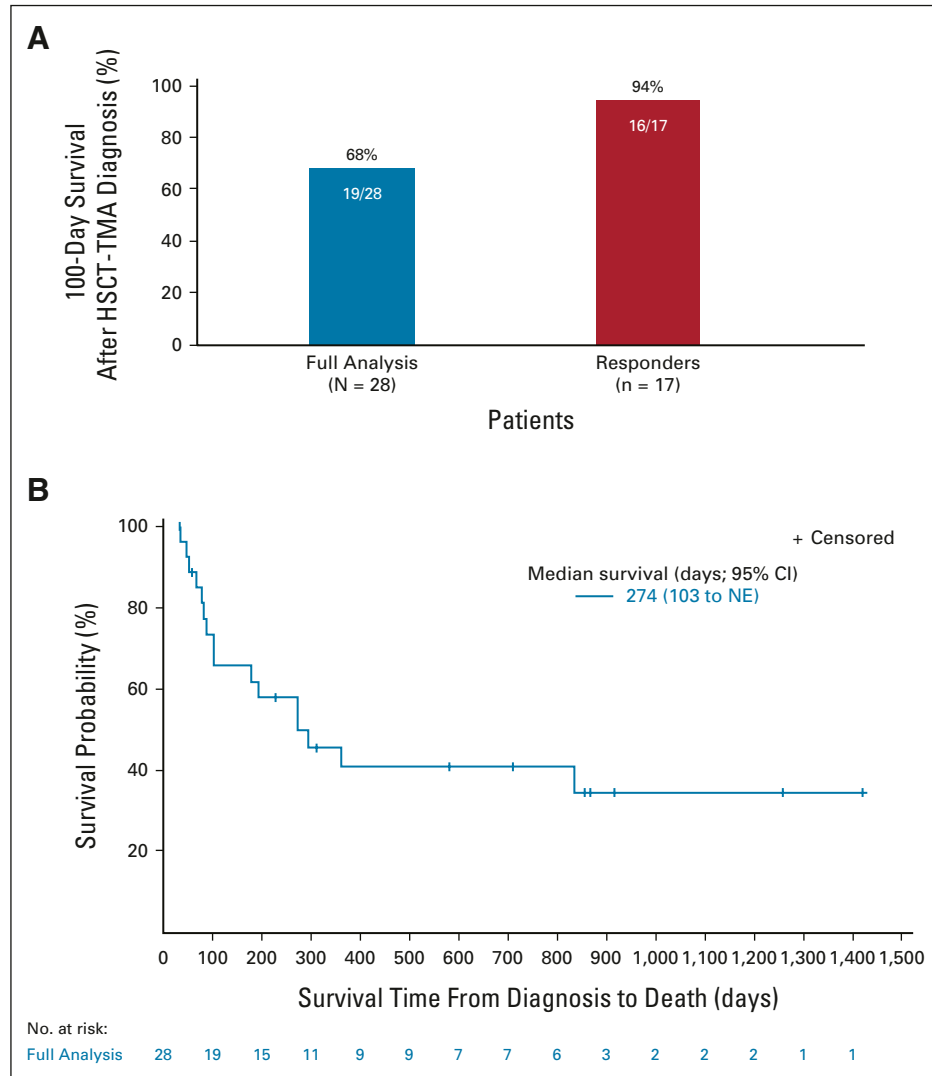 A
100-Day Survival
After HSCT-TMA Diagnosis (%)
100
80
60
40
20
0
68%
19/28
94%
16/17
Full Analysis
(N = 28)
Responders
(n = 17)
Patients
B
Survival Probability (%)
100
80
60
40
20
+ Censored
Median survival (days; 95% CI)
274 (103 to NE)
0 100 200 300 400 500 600 700 800 900 1,000 1,100 1,200 1,300 1,400 1,500
Survival Time From Diagnosis to Death (days)
No. at risk:
Full Analysis 28 19 15 11 9 9 7 7 6 3 2 2 2 1 1